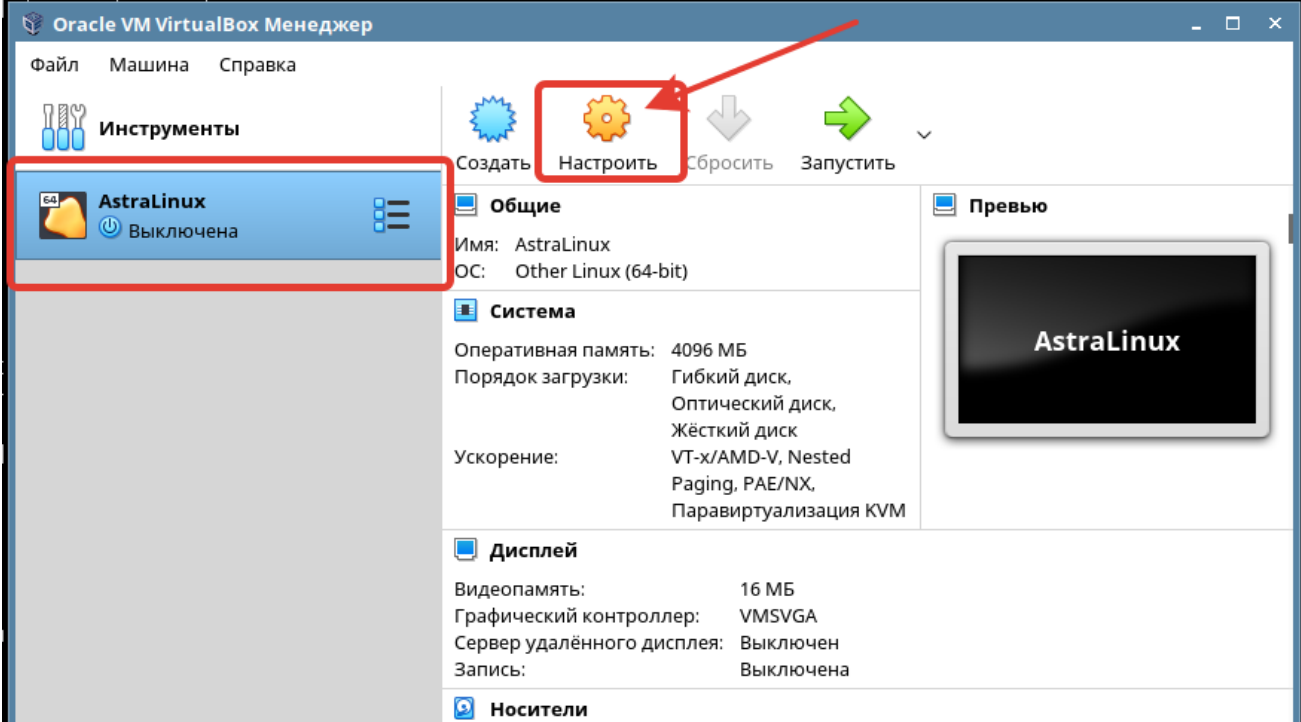 Oracle VM VirtualBox Менеджер
Файл Машина Справка
Инструменты
Создать Настроить Сбросить Запустить
64
AstraLinux
Выключена
Общие
Имя: AstraLinux
ОС: Other Linux (64-bit)
Превью
AstraLinux
Система
Оперативная память: 4096 МБ
Порядок загрузки: Гибкий диск,
Оптический диск,
Жёсткий диск
Ускорение: VT-x/AMD-V, Nested
Paging, PAE/NX,
Паравиртуализация KVM
Дисплей
Видеопамять: 16 МБ
Графический контроллер: VMSVGA
Сервер удалённого дисплея: Выключен
Запись: Выключена
Носители